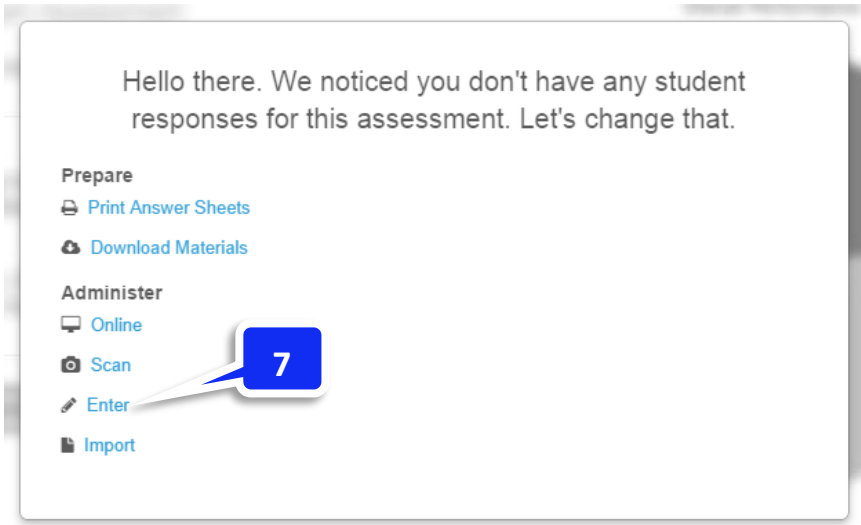 Hello there. We noticed you don't have any student
responses for this assessment. Let's change that.
Prepare
Print Answer Sheets
Download Materials
Administer
Online
Scan
7
Enter
Import